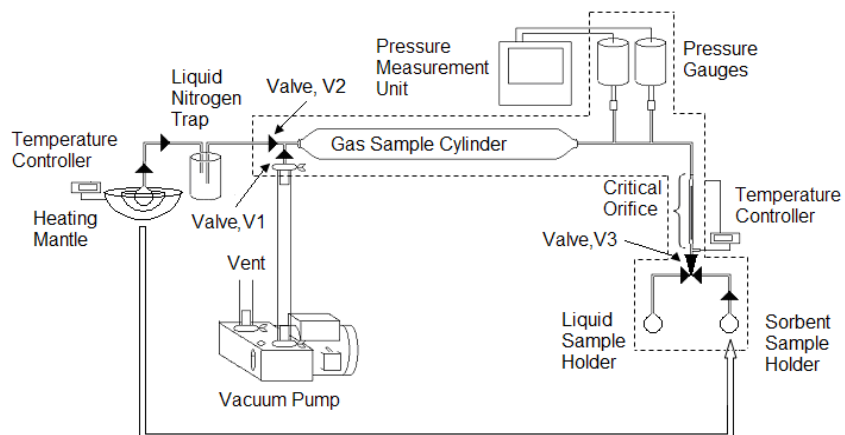 Pressure
Measurement
Unit
Pressure
Gauges
Liquid
Nitrogen
Trap
Valve, V2
Temperature
Controller
Gas Sample Cylinder
Heating
Mantle
Valve,V1
Critical
Orifice
Temperature
Controller
Valve,V3
Vent
Liquid
Sample
Holder
Sorbent
Sample
Holder
Vacuum Pump